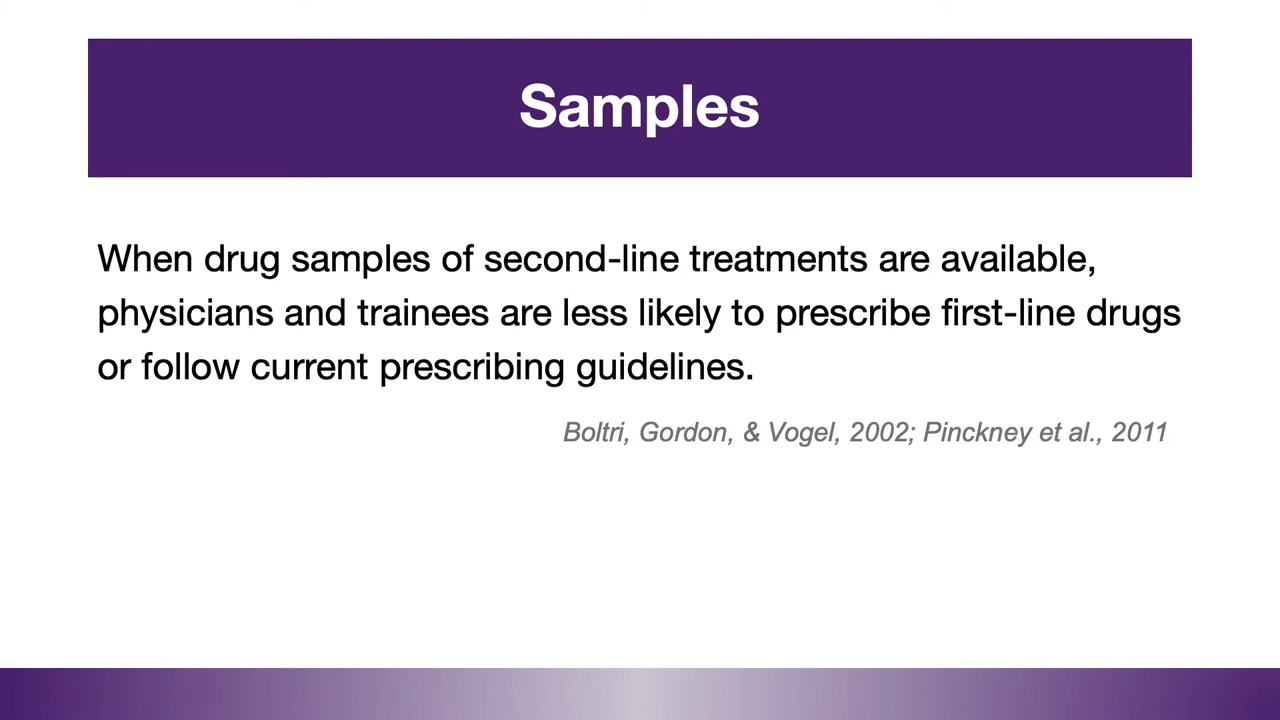 Samples
When drug samples of second-line treatments are available,
physicians and trainees are less likely to prescribe first-line drugs
or follow current prescribing guidelines.
Boltri, Gordon, & Vogel, 2002; Pinckney et al., 2011